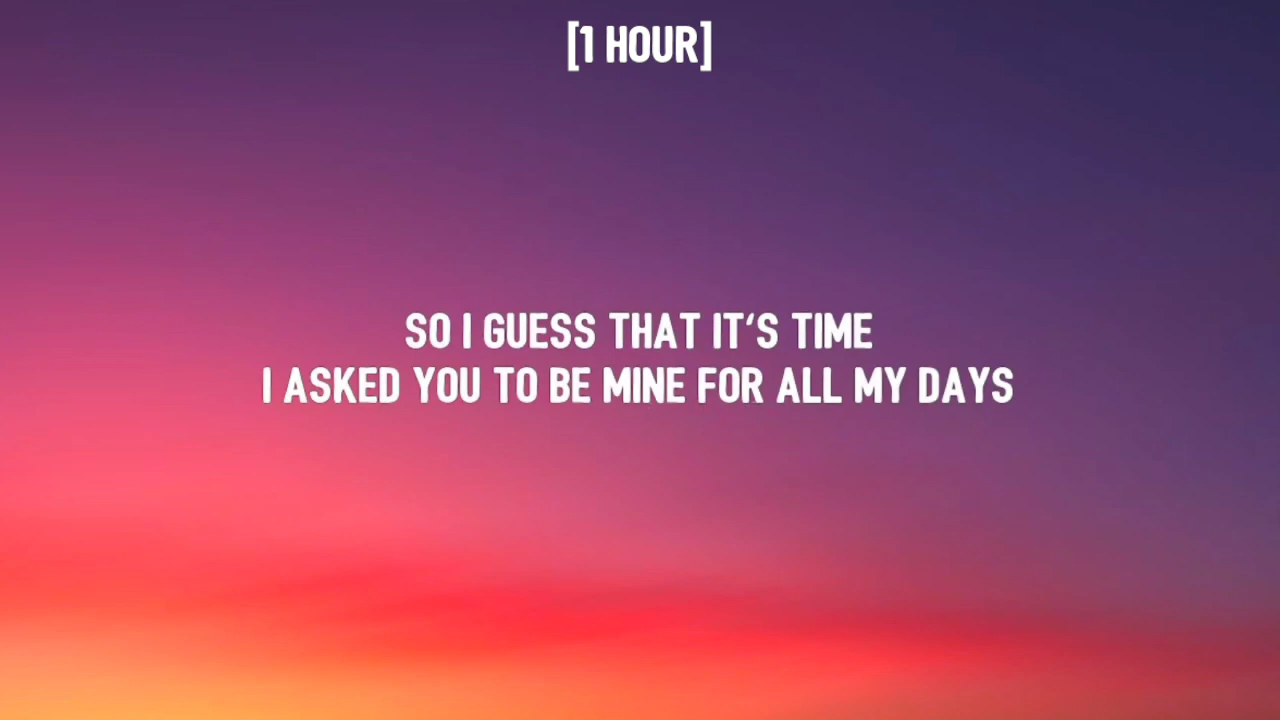 [1 HOUR]
SO I GUESS THAT IT'S TIME
I ASKED YOU TO BE MINE FOR ALL MY DAYS